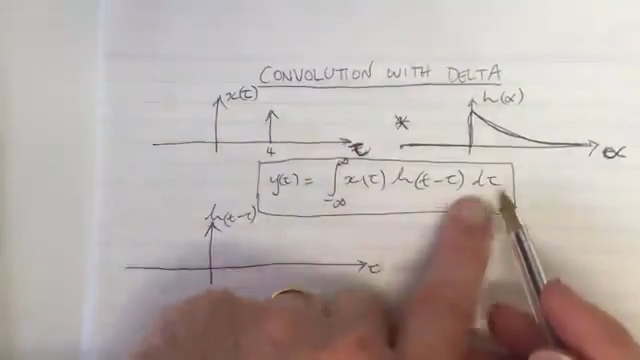 CONVOLUTION WITH DELTA
x(τ)
h(α)
*
4
τ
α
y(t) = ∫_{-∞}^{∞} x(τ) h(t-τ) dτ
h(t-τ)
τ